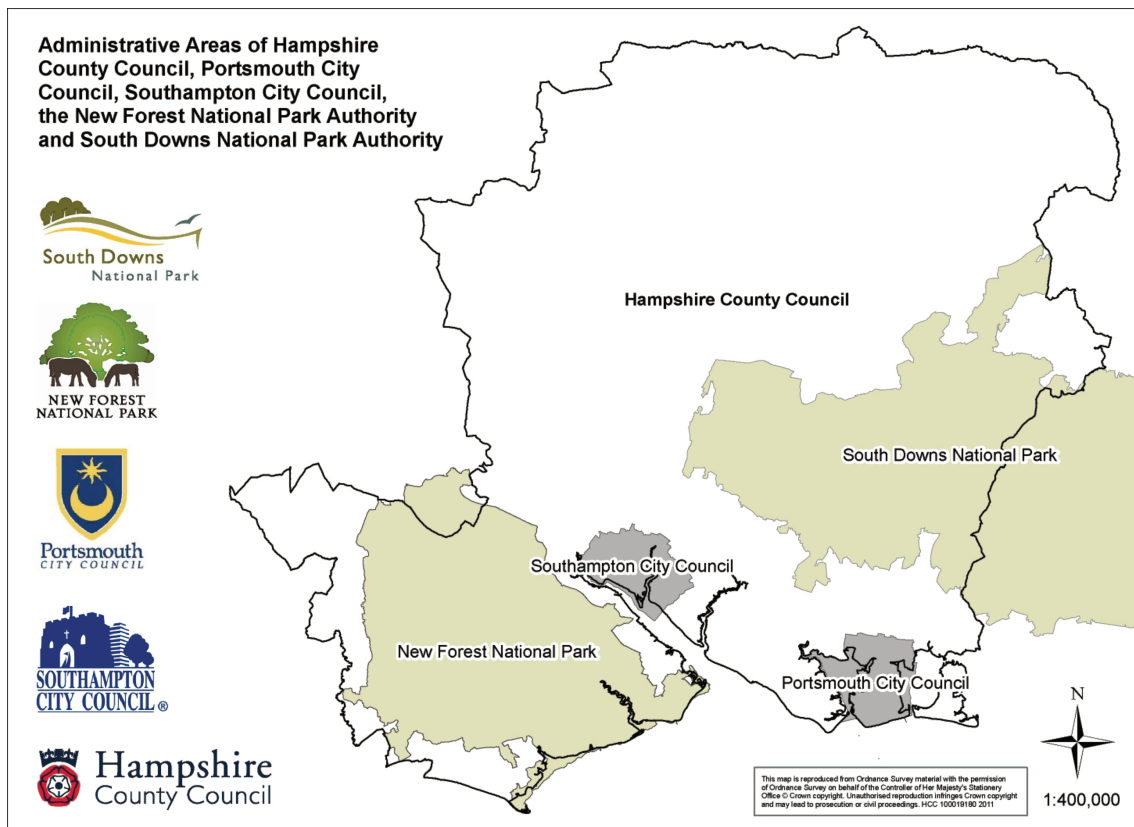 Administrative Areas of Hampshire
County Council, Portsmouth City
Council, Southampton City Council,
the New Forest National Park Authority
and South Downs National Park Authority
South Downs
National Park
NEW FOREST
NATIONAL PARK
Portsmouth
CITY COUNCIL
SOUTHAMPTON
CITY COUNCIL ®
Hampshire
County Council
Hampshire County Council
South Downs National Park
Southampton City Council
New Forest National Park
Portsmouth City Council
N
1:400,000
This map is reproduced from Ordnance Survey material with the permission
of Ordnance Survey on behalf of the Controller of Her Majesty's Stationery
Office © Crown copyright. Unauthorised reproduction infringes Crown copyright
and may lead to prosecution or civil proceedings. HCC 100019180 2011